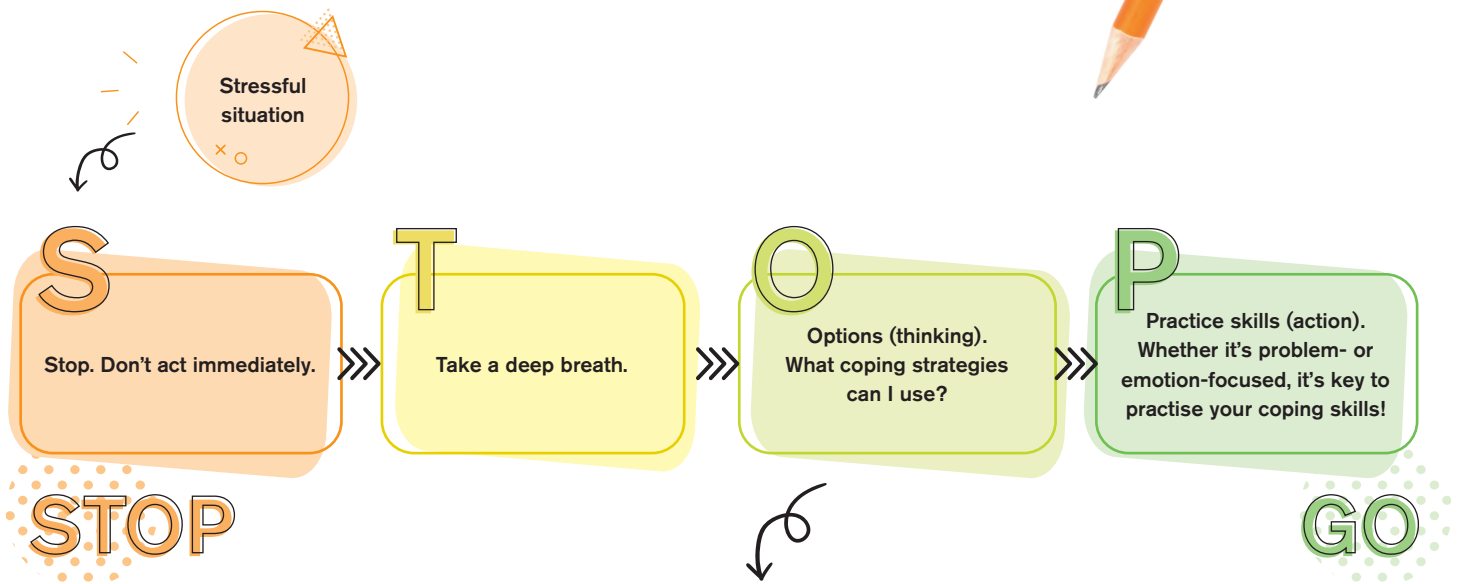 Stressful
situation
S
Stop. Don't act immediately.
T
Take a deep breath.
O
Options (thinking).
What coping strategies
can I use?
P
Practice skills (action).
Whether it's problem- or
emotion-focused, it's key to
practise your coping skills!
STOP
GO